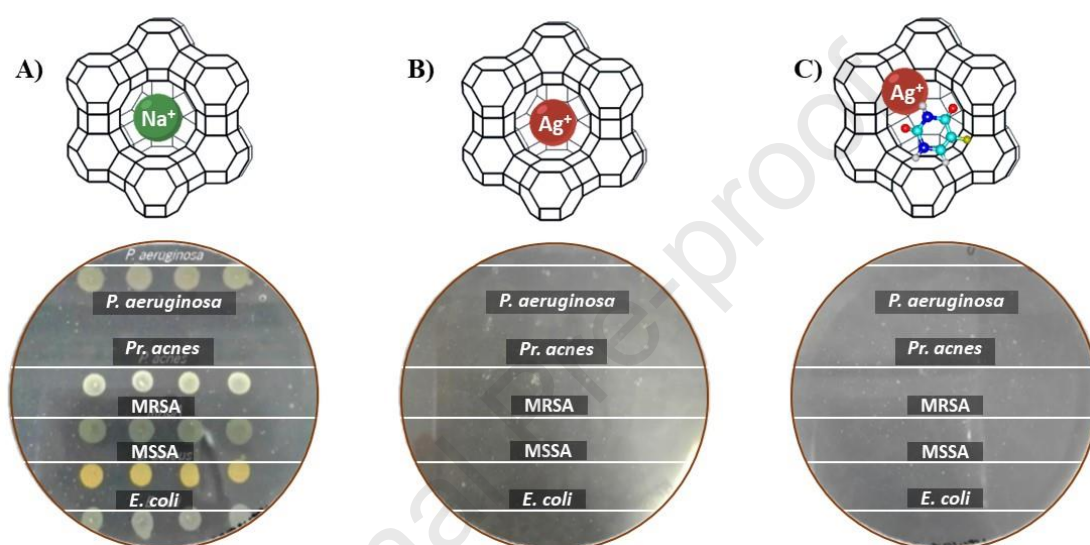 A)
Na⁺
B)
Ag⁺
C)
Ag⁺
P. aeruginosa
P. aeruginosa
Pr. acnes
MRSA
MSSA
E. coli
P. aeruginosa
Pr. acnes
MRSA
MSSA
E. coli
P. aeruginosa
Pr. acnes
MRSA
MSSA
E. coli